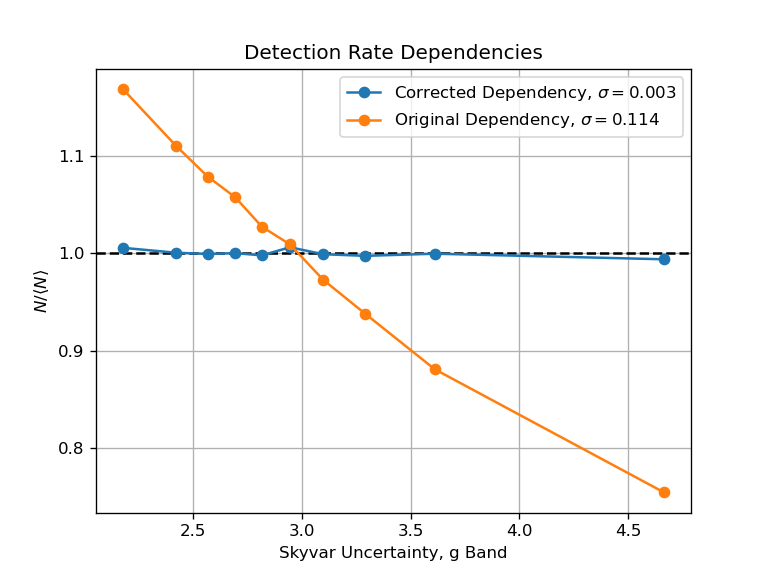 Detection Rate Dependencies
Corrected Dependency, σ = 0.003
Original Dependency, σ = 0.114
1.1
1.0
0.9
0.8
N/⟨N⟩
2.5 3.0 3.5 4.0 4.5
Skyvar Uncertainty, g Band